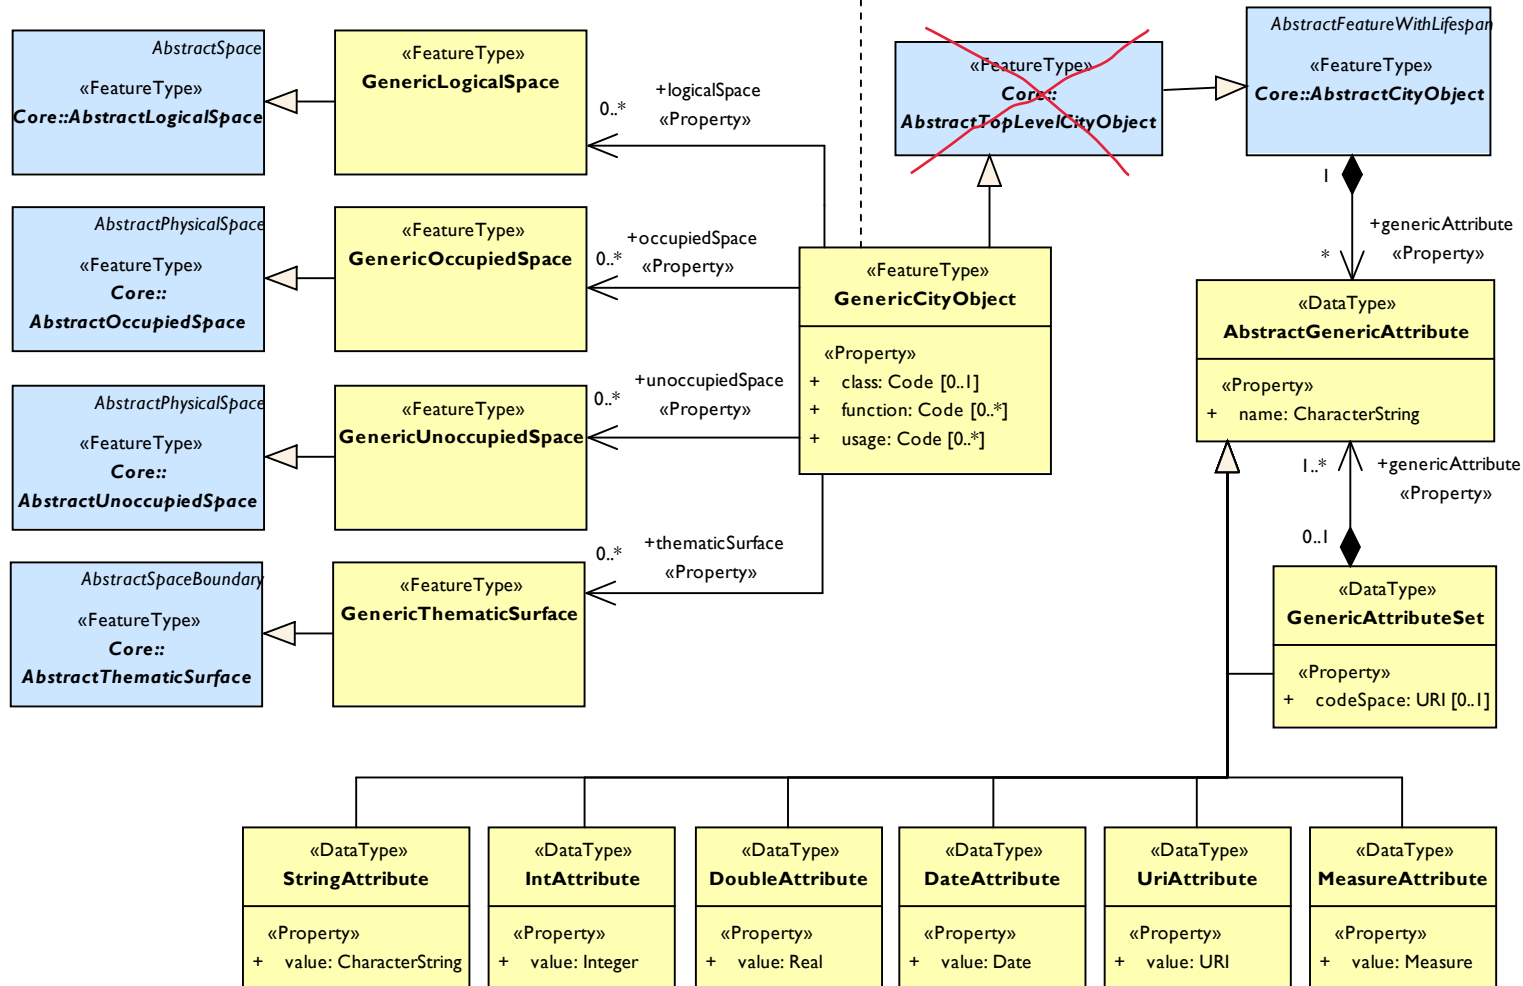 AbstractSpace
«FeatureType»
Core::AbstractLogicalSpace
«FeatureType»
GenericLogicalSpace
+logicalSpace
0..*
«Property»
«FeatureType»
Core::
AbstractTopLevelCityObject
AbstractFeatureWithLifespan
«FeatureType»
Core::AbstractCityObject
1
+genericAttribute
*
«Property»
AbstractPhysicalSpace
«FeatureType»
Core::
AbstractOccupiedSpace
«FeatureType»
GenericOccupiedSpace
+occupiedSpace
0..*
«Property»
«FeatureType»
GenericCityObject
«Property»
+ class: Code [0..1]
+ function: Code [0..*]
+ usage: Code [0..*]
«DataType»
AbstractGenericAttribute
«Property»
+ name: CharacterString
AbstractPhysicalSpace
«FeatureType»
Core::
AbstractUnoccupiedSpace
«FeatureType»
GenericUnoccupiedSpace
+unoccupiedSpace
0..*
«Property»
1..*
+genericAttribute
«Property»
0..1
AbstractSpaceBoundary
«FeatureType»
Core::
AbstractThematicSurface
«FeatureType»
GenericThematicSurface
+thematicSurface
0..*
«Property»
«DataType»
GenericAttributeSet
«Property»
+ codeSpace: URI [0..1]
«DataType»
StringAttribute
«Property»
+ value: CharacterString
«DataType»
IntAttribute
«Property»
+ value: Integer
«DataType»
DoubleAttribute
«Property»
+ value: Real
«DataType»
DateAttribute
«Property»
+ value: Date
«DataType»
UriAttribute
«Property»
+ value: URI
«DataType»
MeasureAttribute
«Property»
+ value: Measure